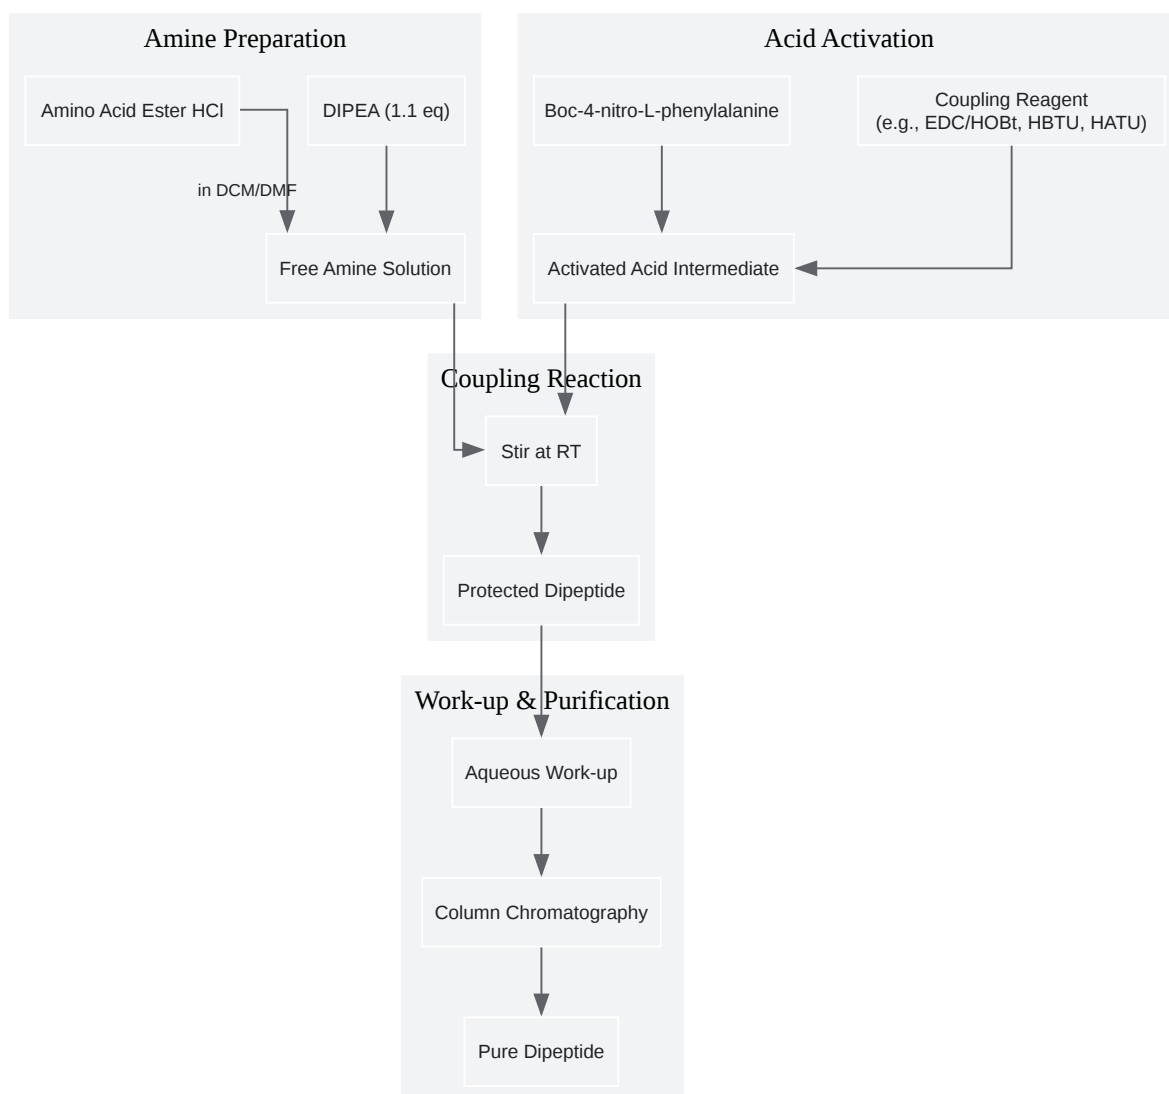 Amine Preparation
Amino Acid Ester HCl
DIPEA (1.1 eq)
in DCM/DMF
Free Amine Solution
Acid Activation
Boc-4-nitro-L-phenylalanine
Coupling Reagent
(e.g., EDC/HOBt, HBTU, HATU)
Activated Acid Intermediate
Coupling Reaction
Stir at RT
Protected Dipeptide
Work-up & Purification
Aqueous Work-up
Column Chromatography
Pure Dipeptide